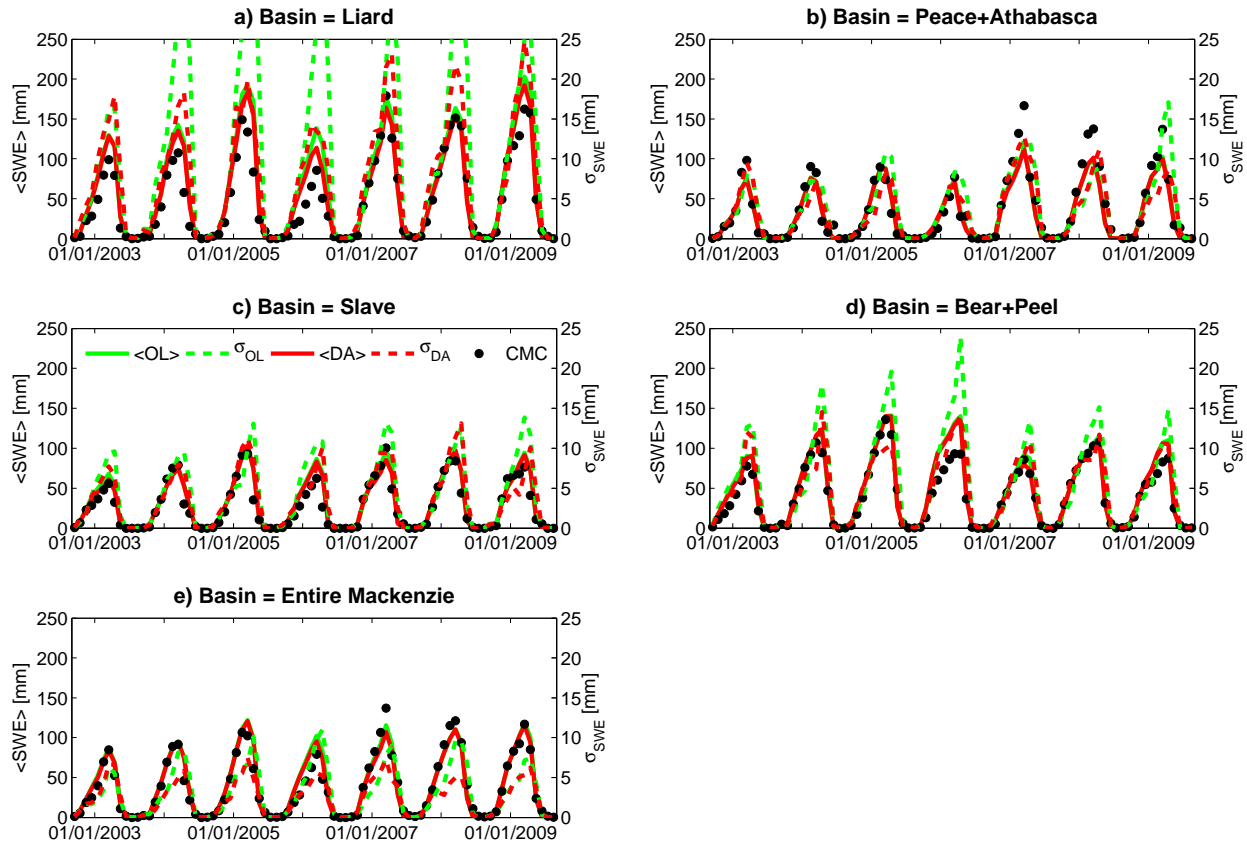 a) Basin = Liard
250
200
150
100
50
0
<SWE> [mm]
25
20
15
10
5
0
σSWE [mm]
01/01/2003 01/01/2005 01/01/2007 01/01/2009
b) Basin = Peace+Athabasca
250
200
150
100
50
0
<SWE> [mm]
25
20
15
10
5
0
σSWE [mm]
01/01/2003 01/01/2005 01/01/2007 01/01/2009
c) Basin = Slave
250
200
150
100
50
0
<SWE> [mm]
<OL> σOL <DA> σDA CMC
25
20
15
10
5
0
σSWE [mm]
01/01/2003 01/01/2005 01/01/2007 01/01/2009
d) Basin = Bear+Peel
250
200
150
100
50
0
<SWE> [mm]
25
20
15
10
5
0
σSWE [mm]
01/01/2003 01/01/2005 01/01/2007 01/01/2009
e) Basin = Entire Mackenzie
250
200
150
100
50
0
<SWE> [mm]
25
20
15
10
5
0
σSWE [mm]
01/01/2003 01/01/2005 01/01/2007 01/01/2009